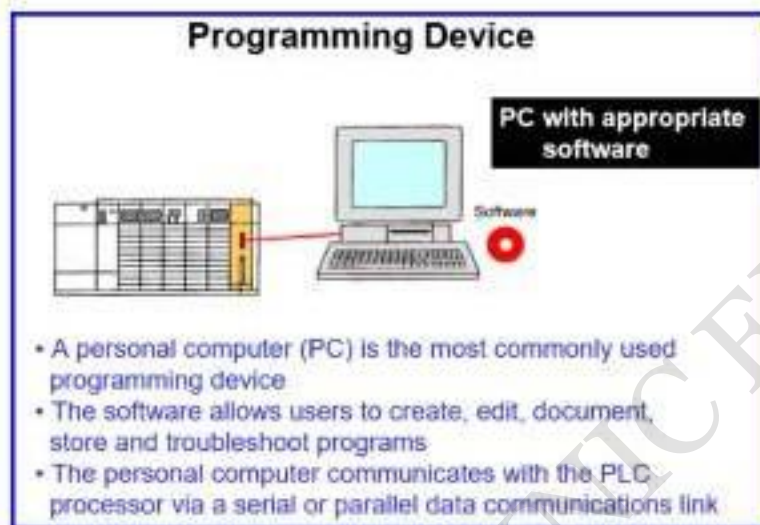 Programming Device
PC with appropriate
software
Software
• A personal computer (PC) is the most commonly used
programming device
• The software allows users to create, edit, document,
store and troubleshoot programs
• The personal computer communicates with the PLC
processor via a serial or parallel data communications link